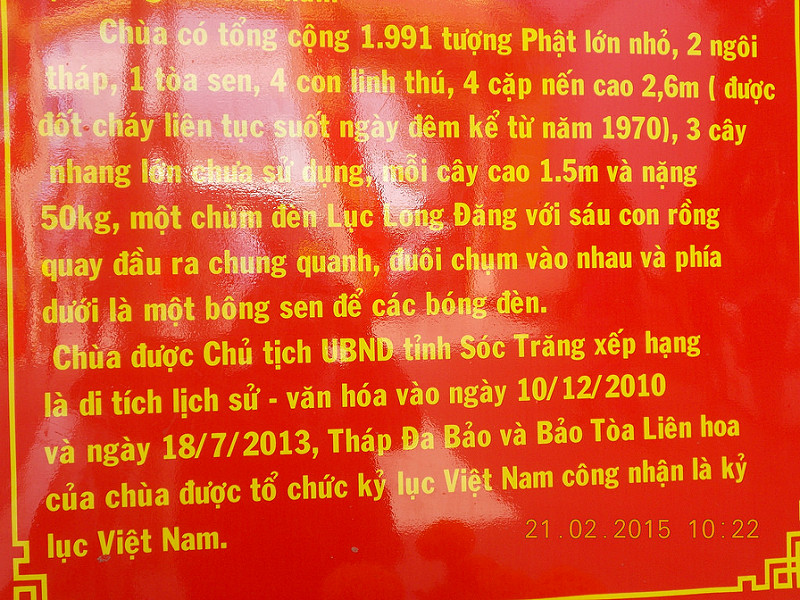 Chùa có tổng cộng 1.991 tượng Phật lớn nhỏ, 2 ngôi
tháp, 1 tòa sen, 4 con linh thú, 4 cặp nến cao 2,6m ( được
đốt cháy liên tục suốt ngày đêm kể từ năm 1970), 3 cây
nhang lớn chưa sử dụng, mỗi cây cao 1.5m và nặng
50kg, một chùm đèn Lục Long Đăng với sáu con rồng
quay đầu ra chung quanh, đuôi chụm vào nhau và phía
dưới là một bông sen để các bóng đèn.
Chùa được Chủ tịch UBND tỉnh Sóc Trăng xếp hạng
là di tích lịch sử - văn hóa vào ngày 10/12/2010
và ngày 18/7/2013, Tháp Đa Bảo và Bảo Tòa Liên hoa
của chùa được tổ chức kỷ lục Việt Nam công nhận là kỷ
lục Việt Nam.
21.02.2015 10:22